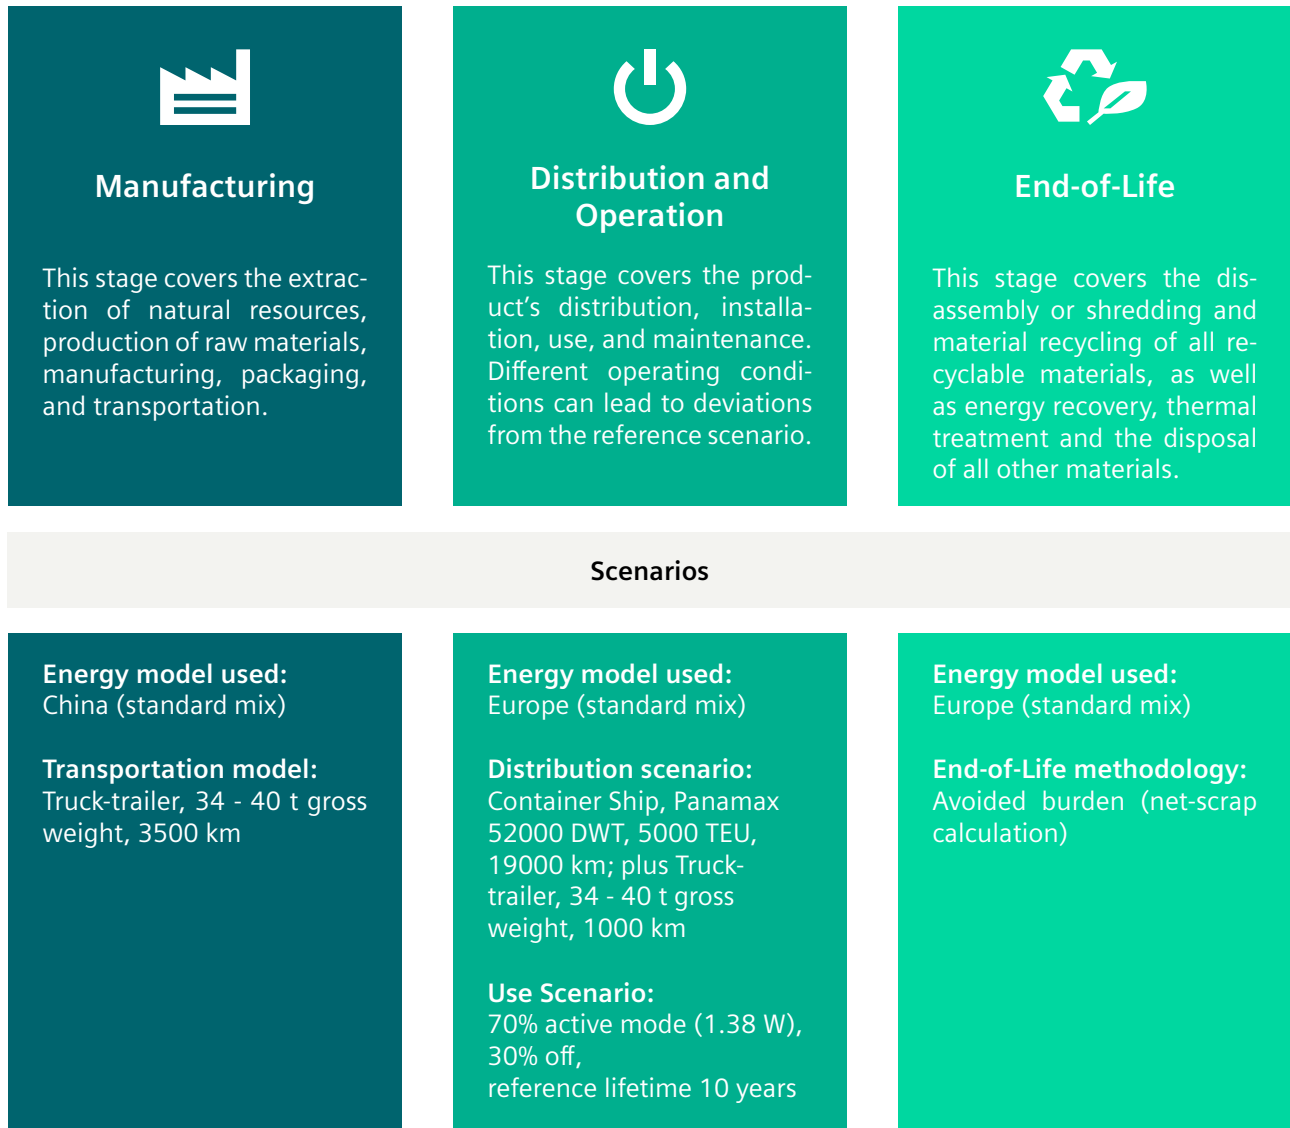 Manufacturing
This stage covers the extrac-
tion of natural resources,
production of raw materials,
manufacturing, packaging,
and transportation.
Distribution and
Operation
This stage covers the prod-
uct's distribution, installa-
tion, use, and maintenance.
Different operating condi-
tions can lead to deviations
from the reference scenario.
End-of-Life
This stage covers the dis-
assembly or shredding and
material recycling of all re-
cyclable materials, as well
as energy recovery, thermal
treatment and the disposal
of all other materials.
Scenarios
Energy model used:
China (standard mix)
Transportation model:
Truck-trailer, 34 - 40 t gross
weight, 3500 km
Energy model used:
Europe (standard mix)
Distribution scenario:
Container Ship, Panamax
52000 DWT, 5000 TEU,
19000 km; plus Truck-
trailer, 34 - 40 t gross
weight, 1000 km
Use Scenario:
70% active mode (1.38 W),
30% off,
reference lifetime 10 years
Energy model used:
Europe (standard mix)
End-of-Life methodology:
Avoided burden (net-scrap
calculation)